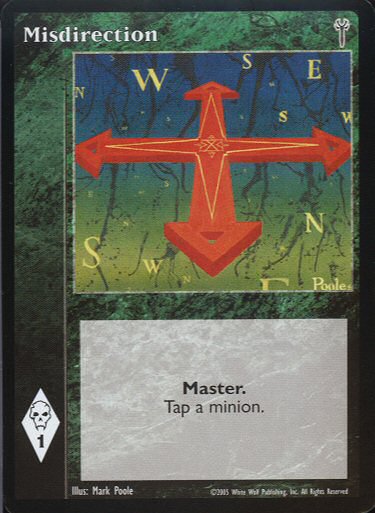 Misdirection
W S E
N S W
S W N
Poole
Master.
Tap a minion.
1
Illus: Mark Poole ©2005 White Wolf Publishing, Inc. All Rights Reserved